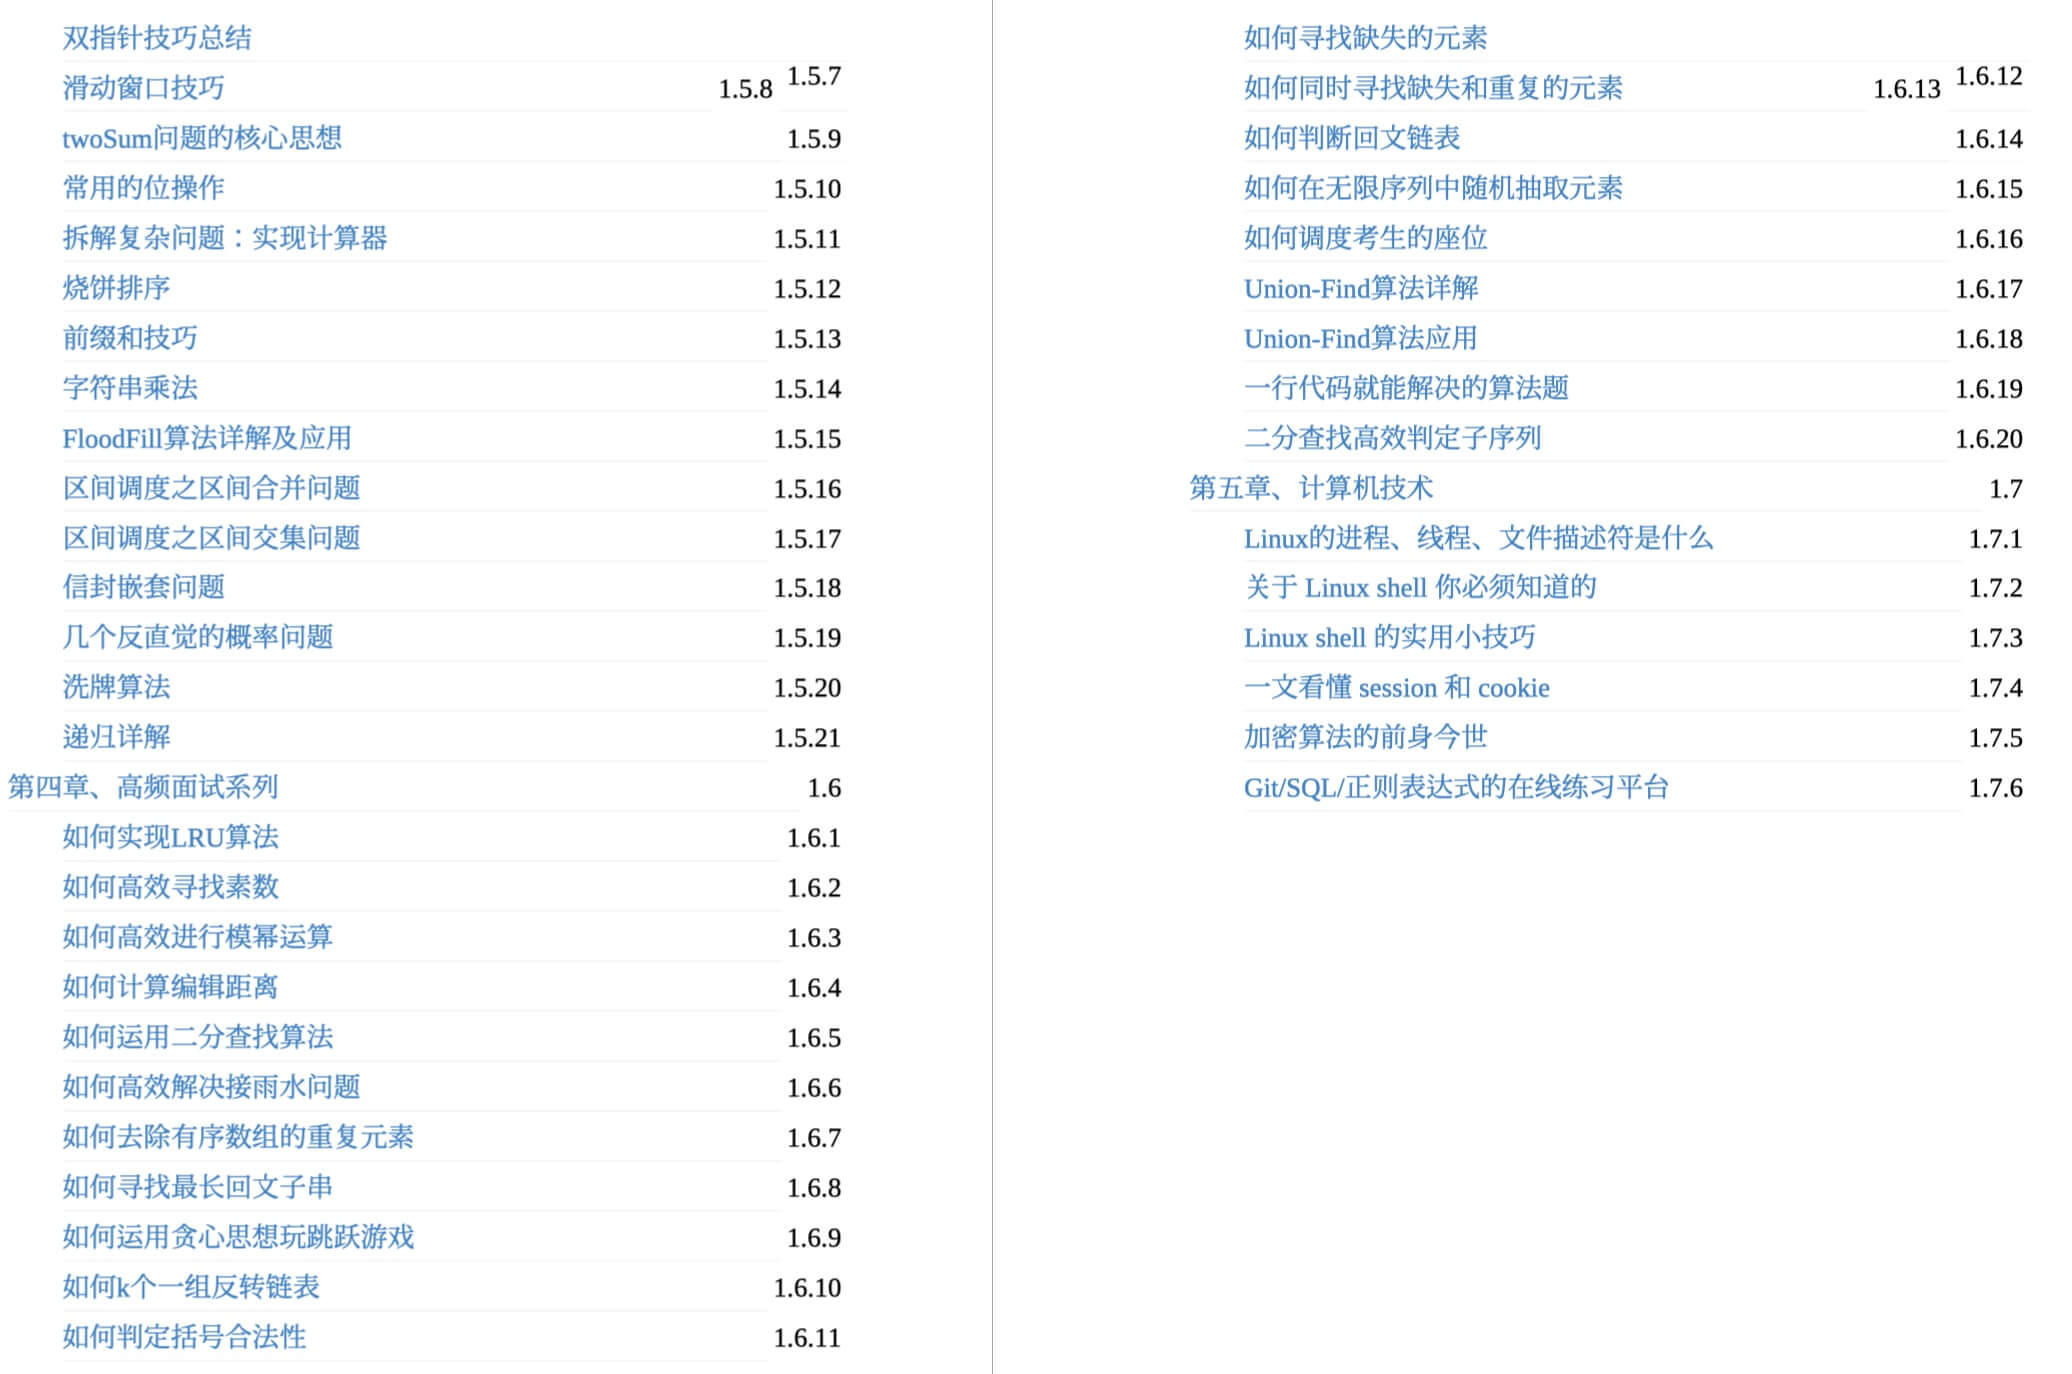 双指针技巧总结 1.5.7
滑动窗口技巧 1.5.8
twoSum问题的核心思想 1.5.9
常用的位操作 1.5.10
拆解复杂问题：实现计算器 1.5.11
烧饼排序 1.5.12
前缀和技巧 1.5.13
字符串乘法 1.5.14
FloodFill算法详解及应用 1.5.15
区间调度之区间合并问题 1.5.16
区间调度之区间交集问题 1.5.17
信封嵌套问题 1.5.18
几个反直觉的概率问题 1.5.19
洗牌算法 1.5.20
递归详解 1.5.21
第四章、高频面试系列 1.6
如何实现LRU算法 1.6.1
如何高效寻找素数 1.6.2
如何高效进行模幂运算 1.6.3
如何计算编辑距离 1.6.4
如何运用二分查找算法 1.6.5
如何高效解决接雨水问题 1.6.6
如何去除有序数组的重复元素 1.6.7
如何寻找最长回文子串 1.6.8
如何运用贪心思想玩跳跃游戏 1.6.9
如何k个一组反转链表 1.6.10
如何判定括号合法性 1.6.11
如何寻找缺失的元素 1.6.12
如何同时寻找缺失和重复的元素 1.6.13
如何判断回文链表 1.6.14
如何在无限序列中随机抽取元素 1.6.15
如何调度考生的座位 1.6.16
Union-Find算法详解 1.6.17
Union-Find算法应用 1.6.18
一行代码就能解决的算法题 1.6.19
二分查找高效判定子序列 1.6.20
第五章、计算机技术 1.7
Linux的进程、线程、文件描述符是什么 1.7.1
关于 Linux shell 你必须知道的 1.7.2
Linux shell 的实用小技巧 1.7.3
一文看懂 session 和 cookie 1.7.4
加密算法的前身今世 1.7.5
Git/SQL/正则表达式的在线练习平台 1.7.6